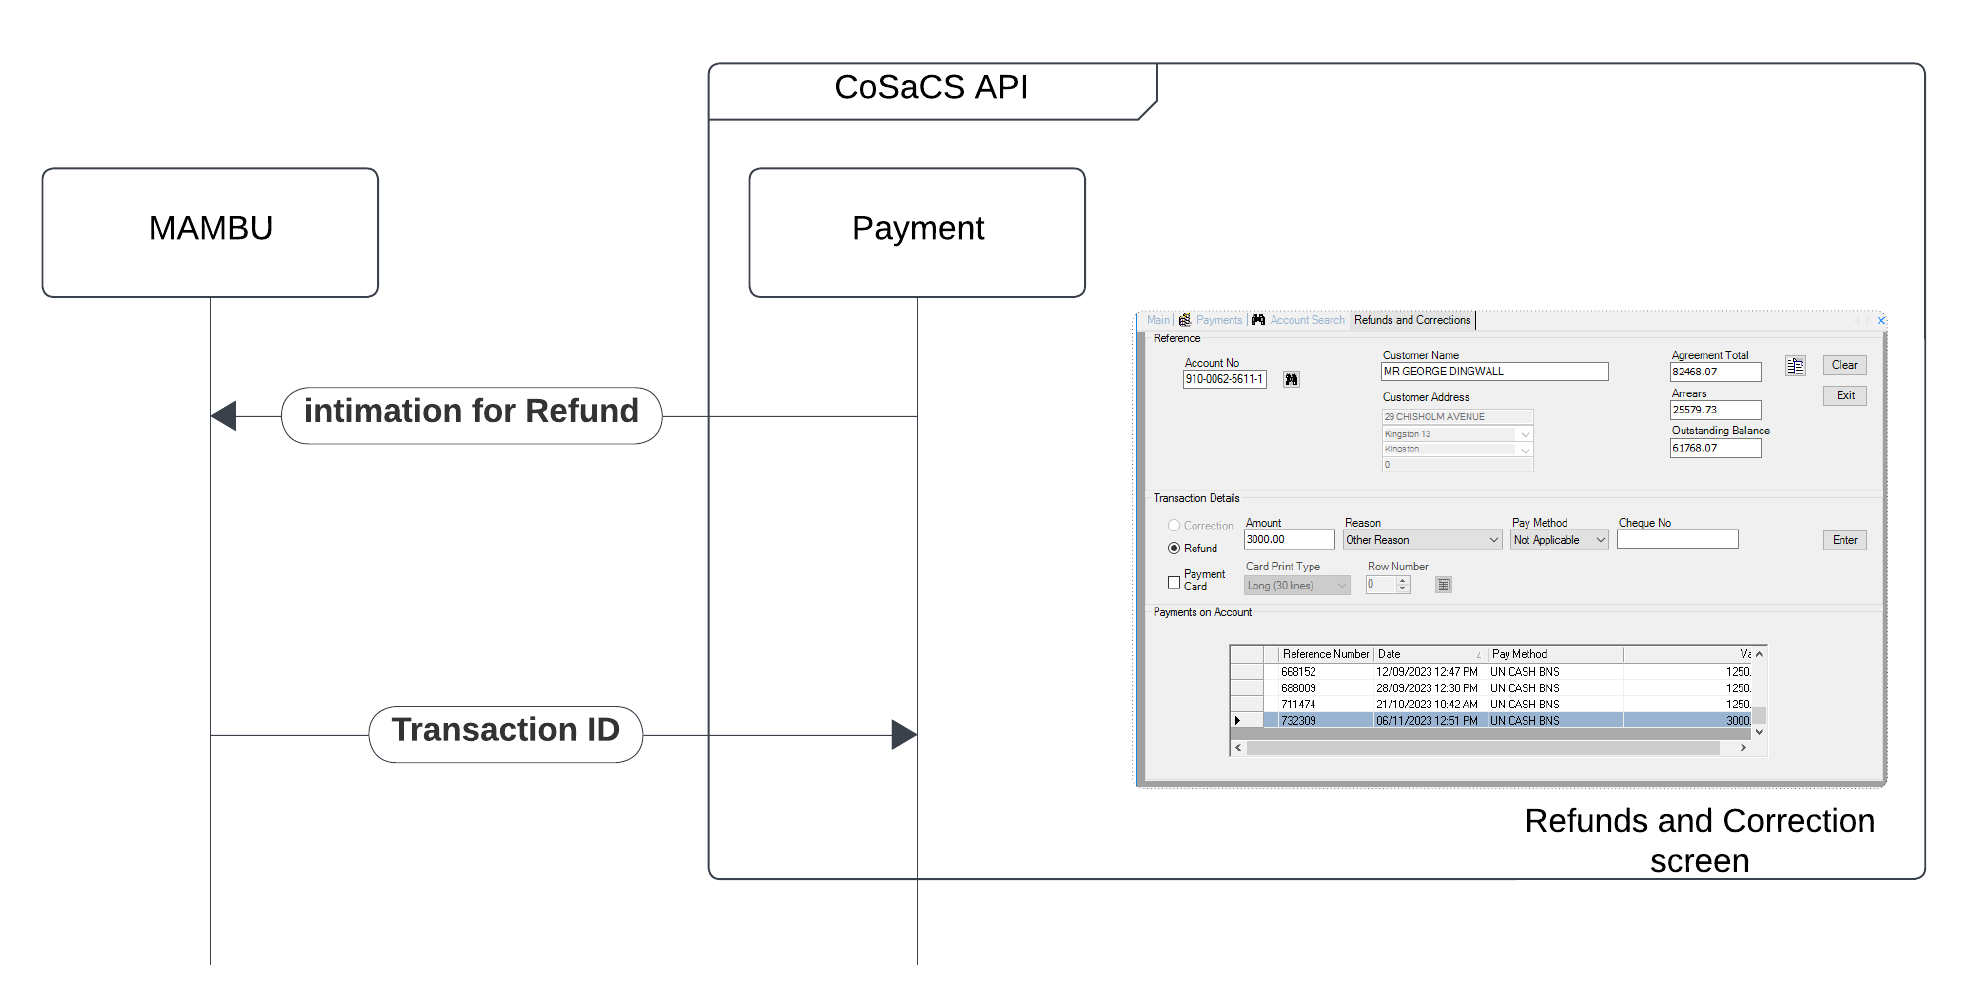 CoSaCS API
MAMBU
Payment
intimation for Refund
Transaction ID
Main Payments Account Search Refunds and Corrections
Reference
Account No
910-0062-5611-1
Customer Name
MR GEORGE DINGWALL
Customer Address
29 CHISHOLM AVENUE
Kingston 13
Kingston
0
Agreement Total
82468.07
Arrears
25579.73
Outstanding Balance
61768.07
Clear
Exit
Transaction Details
Correction
Refund
Payment
Card
Amount
3000.00
Reason
Other Reason
Pay Method
Not Applicable
Cheque No
Enter
Card Print Type
Long (30 lines)
Row Number
0
Payments on Account
Reference Number Date Pay Method Va
668152 12/09/2023 12:47 PM UN CASH BNS 1250.
688009 28/09/2023 12:30 PM UN CASH BNS 1250.
711474 21/10/2023 10:42 AM UN CASH BNS 1250.
732309 06/11/2023 12:51 PM UN CASH BNS 3000.
Refunds and Correction
screen